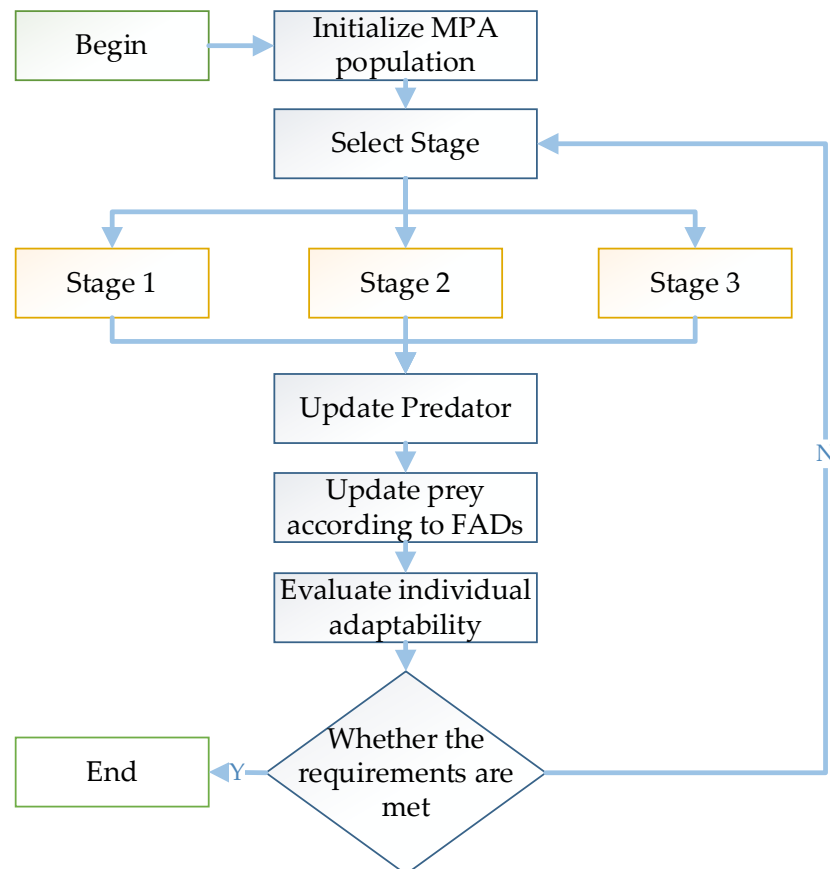 Begin
Initialize MPA
population
Select Stage
Stage 1
Stage 2
Stage 3
Update Predator
Update prey
according to FADs
Evaluate individual
adaptability
Whether the
requirements are
met
End
Y
N